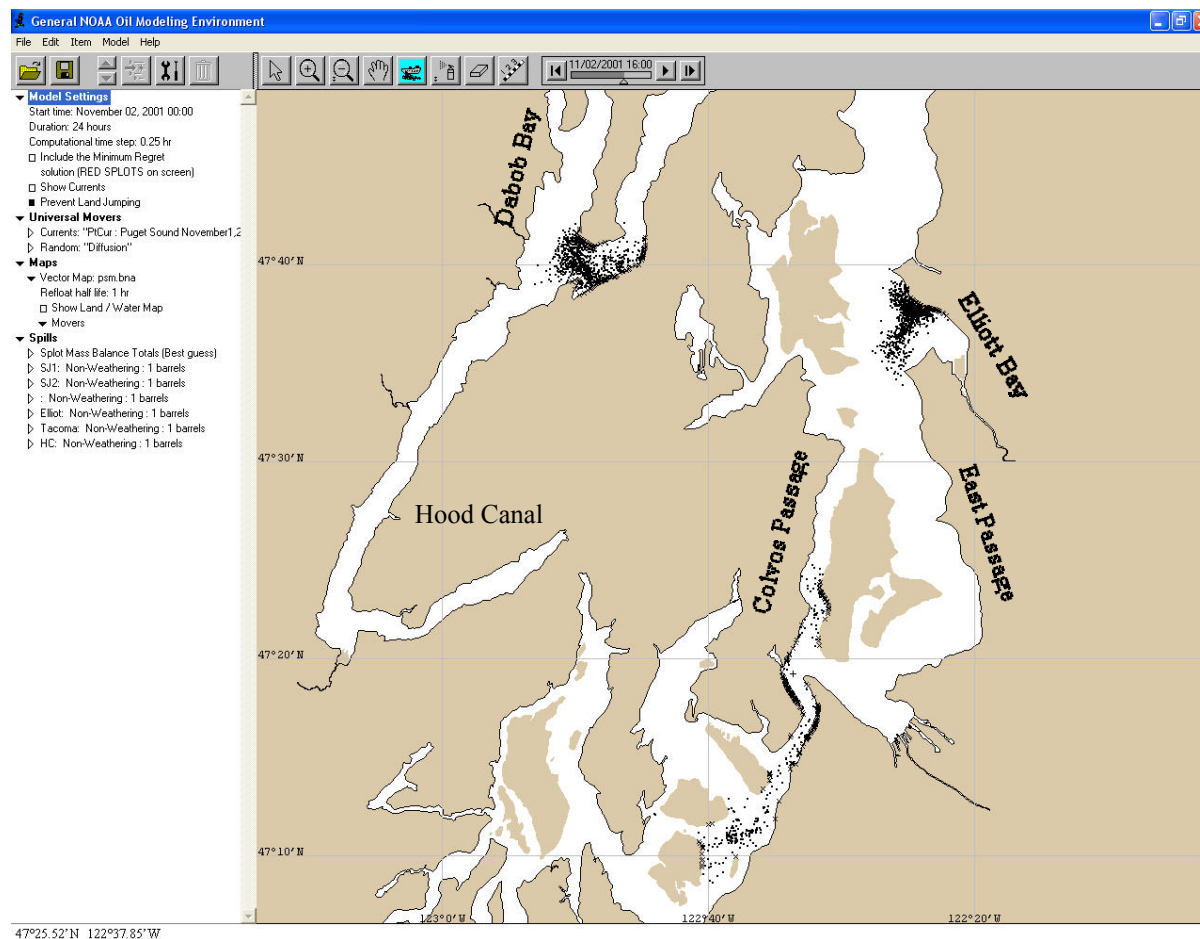 General NOAA Oil Modeling Environment
File Edit Item Model Help
11/02/2001 16:00
Model Settings
Start time: November 02, 2001 00:00
Duration: 24 hours
Computational time step: 0.25 hr
Include the Minimum Regret
solution (RED SPLOTS on screen)
Show Currents
Prevent Land Jumping
Universal Movers
Currents: "PtCur : Puget Sound November1,2
Random: "Diffusion"
Maps
Vector Map: psm.bna
Refloat half life: 1 hr
Show Land / Water Map
Movers
Spills
Splot Mass Balance Totals (Best guess)
SJ1: Non-Weathering : 1 barrels
SJ2: Non-Weathering : 1 barrels
: Non-Weathering : 1 barrels
Elliot: Non-Weathering : 1 barrels
Tacoma: Non-Weathering : 1 barrels
HC: Non-Weathering : 1 barrels
Dabob Bay
47°40'N
Elliott Bay
47°30'N
Colvos Passage
East Passage
Hood Canal
47°20'N
47°10'N
123°0'W
122°40'W
122°20'W
47°25.52'N 122°37.85'W